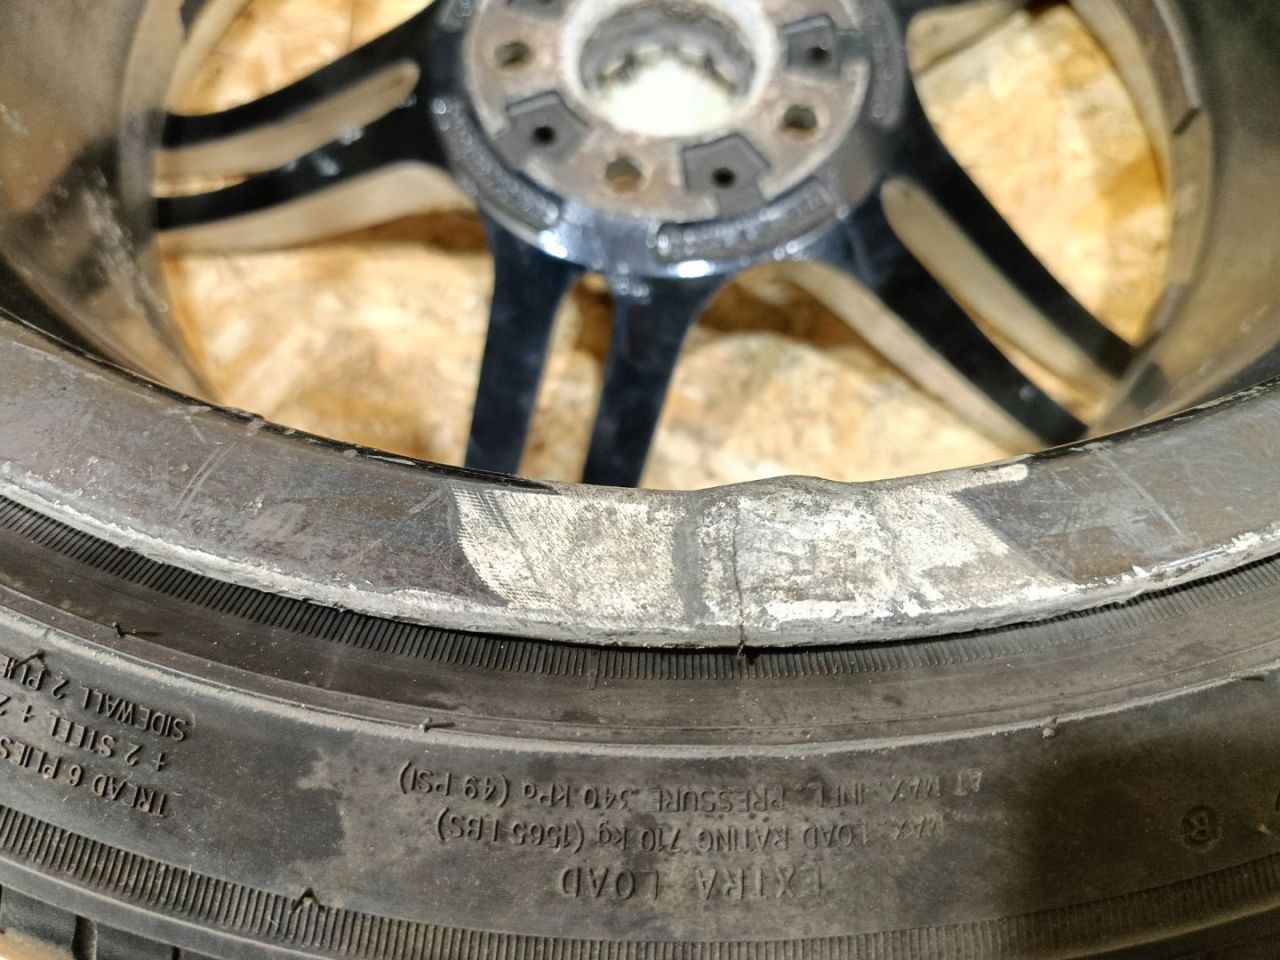 EXTRA LOAD
MAX. LOAD RATING 710 kg (1565 LBS)
AT MAX. INFL. PRESSURE 340 KPa (49 PSI)
TREAD 6 PLIES
+ 2 STEEL + 2
SIDEWALL 2 PLIE
R